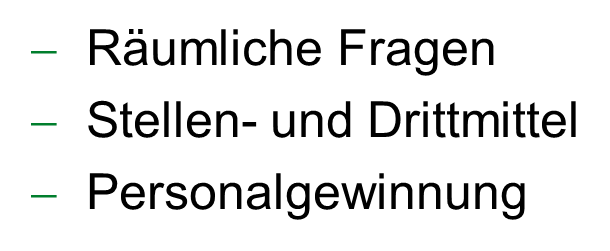 – Räumliche Fragen
– Stellen- und Drittmittel
– Personalgewinnung